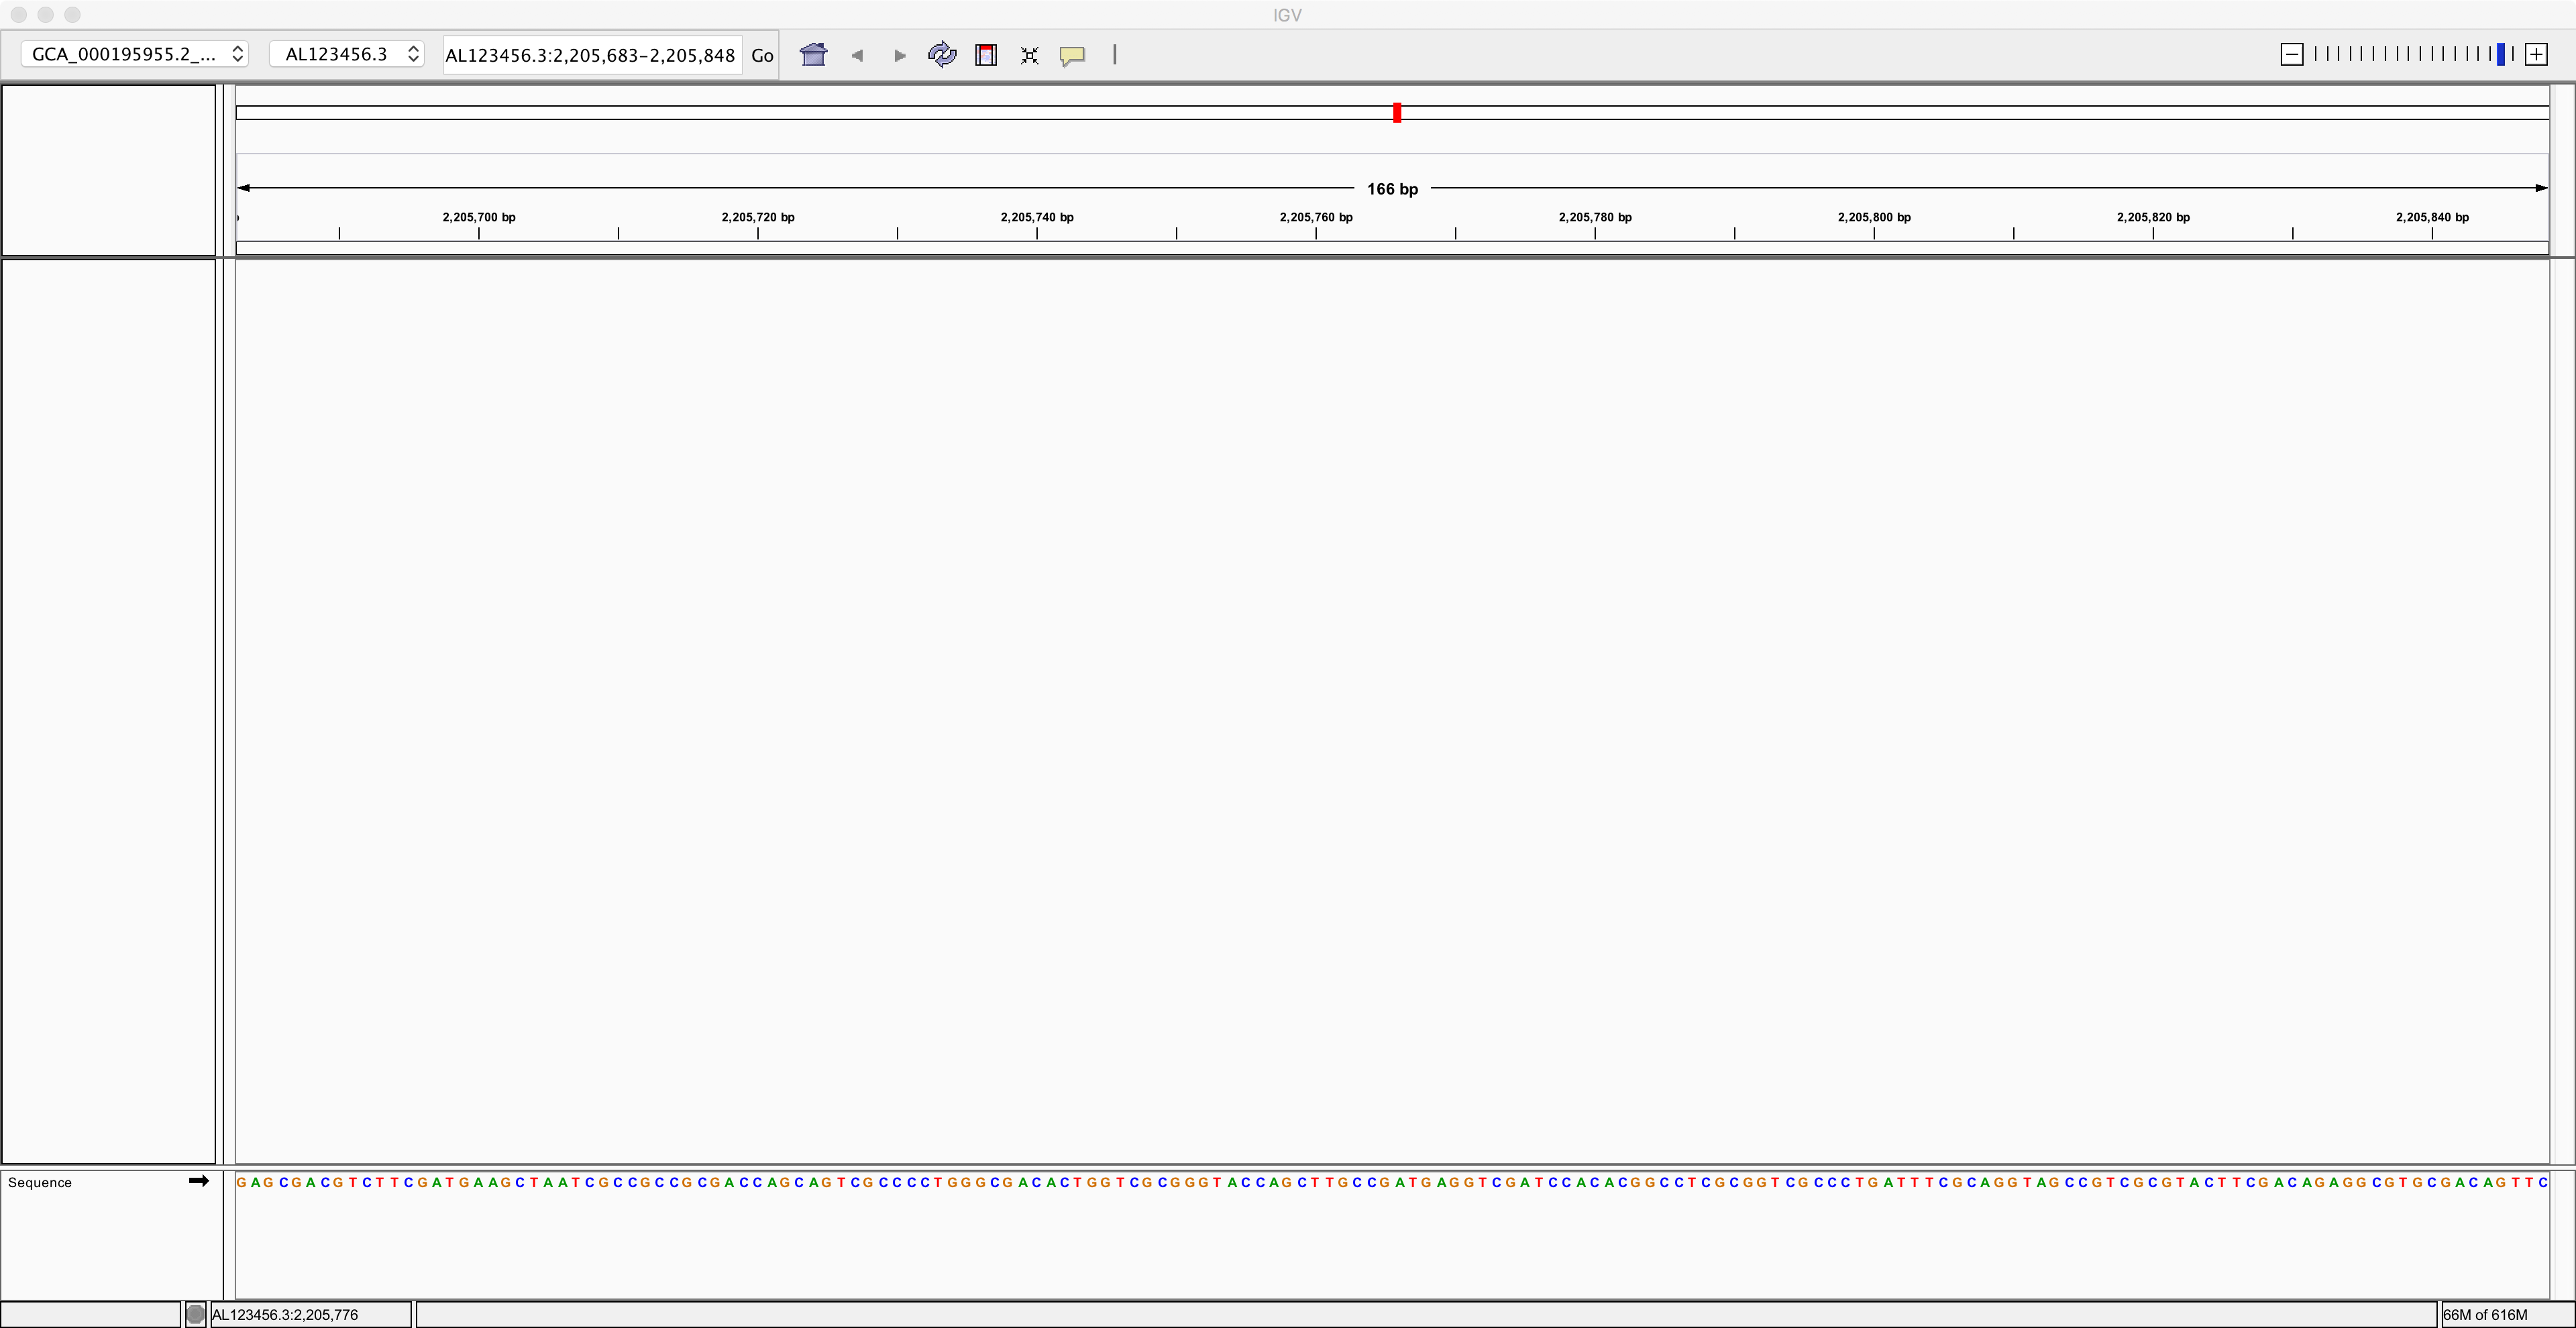 IGV
GCA_000195955.2_... AL123456.3 AL123456.3:2,205,683-2,205,848 Go
166 bp
2,205,700 bp 2,205,720 bp 2,205,740 bp 2,205,760 bp 2,205,780 bp 2,205,800 bp 2,205,820 bp 2,205,840 bp
Sequence GAGCGACGTCTTCGATGAAGCTAATCGCCGCCGCGACCAGCAGTCGCCCCTGGGCGACACTGGTCGCGGGTACCAGCTTGCCGATGAGGTCGATCCACACGGCCTCGCGGTCGCCCTGATTTCGCAGGTAGCCGTCGCGTACTTCGACAGAGGCGTGCGACAGTTC
AL123456.3:2,205,776 66M of 616M